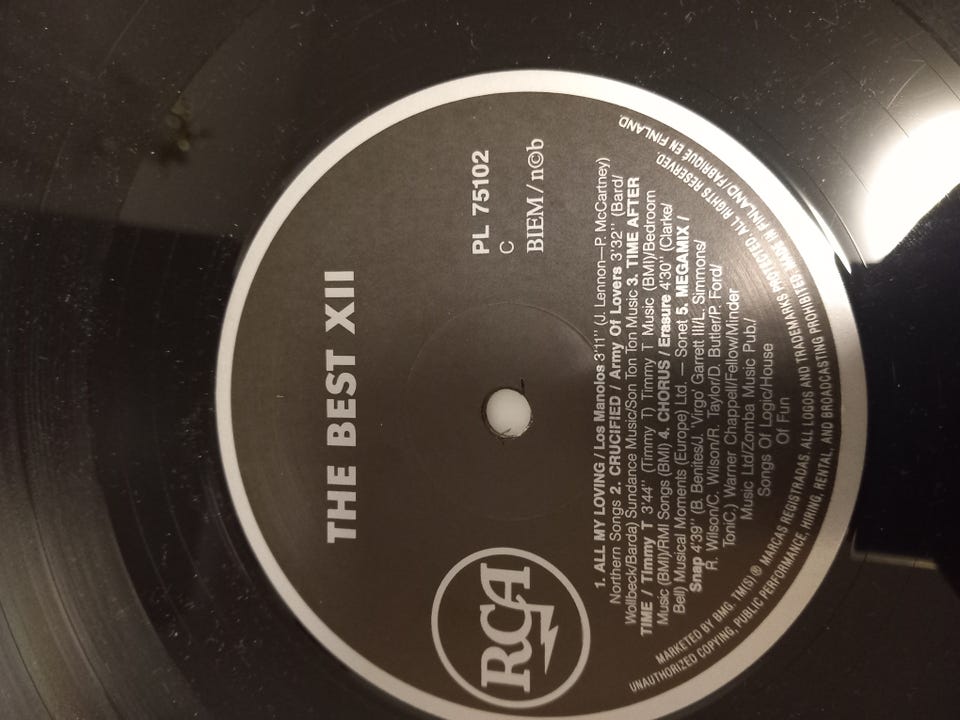 THE BEST XII
RCA
PL 75102
C
BIEM / n©b
1. ALL MY LOVING / Los Manolos 3'11" (J. Lennon—P. McCartney)
Northern Songs 2. CRUCIFIED / Army Of Lovers 3'32" (Bard/
Wollbeck/Barda) Sundance Music/Son Ton Music 3. TIME AFTER
TIME / Timmy T 3'44" (Timmy T) Timmy T Music (BMI)/Bedroom
Music (BMI)/RMI Songs (BMI) 4. CHORUS / Erasure 4'30" (Clarke/
Bell) Musical Moments (Europe) Ltd. — Sonet 5. MEGAMIX /
Snap 4'39" (B. Benites/J. 'Virgo' Garrett III/L. Simmons/
R. Wilson/C. Wilson/R. Taylor/D. Butler/P. Ford/
Toni C.) Warner Chappell/Fellow/Minder
Music Ltd/Zomba Music Pub./
Songs Of Logic/House
Of Fun
MARKETED BY BMG. TM(S)® MARCAS REGISTRADAS. ALL LOGOS AND TRADEMARKS PROTECTED. ALL RIGHTS RESERVED.
UNAUTHORIZED COPYING, PUBLIC PERFORMANCE, HIRING, RENTAL, AND BROADCASTING PROHIBITED. MADE IN FINLAND/FABRIQUÉ EN FINLAND.